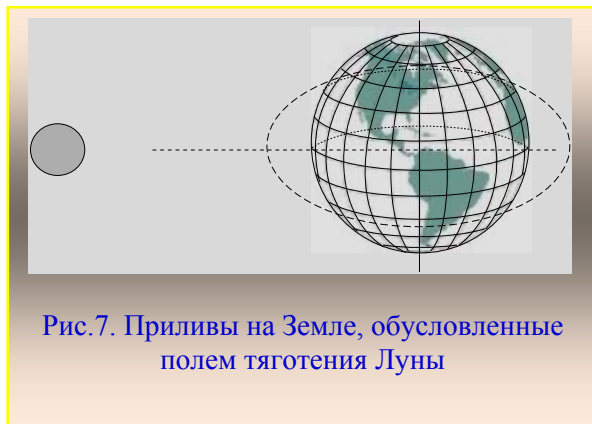 Рис.7. Приливы на Земле, обусловленные
полем тяготения Луны